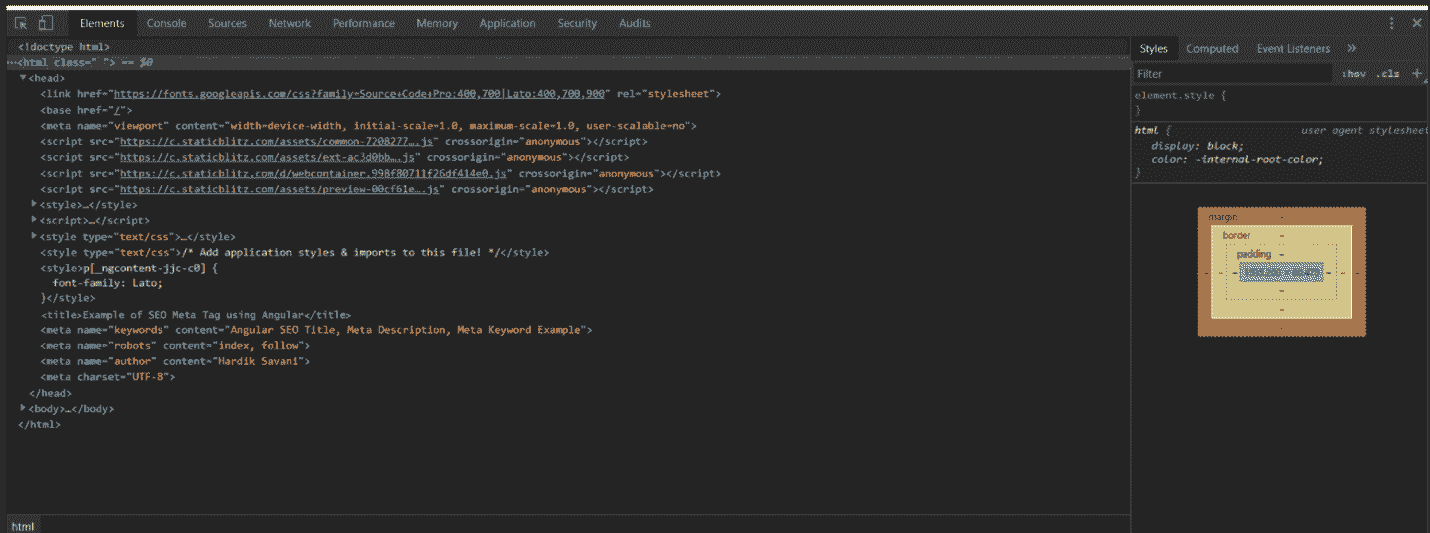 Elements Console Sources Network Performance Memory Application Security Audits
<!doctype html>
…<html class=" "> == $0
<head>
<link href="https://fonts.googleapis.com/css?family=Source+Code+Pro:400,700|Lato:400,700,900" rel="stylesheet">
<base href="/">
<meta name="viewport" content="width=device-width, initial-scale=1.0, maximum-scale=1.0, user-scalable=no">
<script src="https://c.staticblitz.com/assets/common-7208277….js" crossorigin="anonymous"></script>
<script src="https://c.staticblitz.com/assets/ext-ac3d0bb….js" crossorigin="anonymous"></script>
<script src="https://c.staticblitz.com/d/webcontainer.998f80711f26df414e0.js" crossorigin="anonymous"></script>
<script src="https://c.staticblitz.com/assets/preview-00cf61e….js" crossorigin="anonymous"></script>
<style>…</style>
<script>…</script>
<style type="text/css">…</style>
<style type="text/css">/* Add application styles & imports to this file! */</style>
<style>p[_ngcontent-jjc-c0] {
font-family: Lato;
}</style>
<title>Example of SEO Meta Tag using Angular</title>
<meta name="keywords" content="Angular SEO Title, Meta Description, Meta Keyword Example">
<meta name="robots" content="index, follow">
<meta name="author" content="Hardik Savani">
<meta charset="UTF-8">
</head>
<body>…</body>
</html>
html
Styles Computed Event Listeners »
Filter :hov .cls +
element.style {
}
html { user agent stylesheet
display: block;
color: -internal-root-color;
}
margin -
border -
padding -
- - - - - -
-
-
-